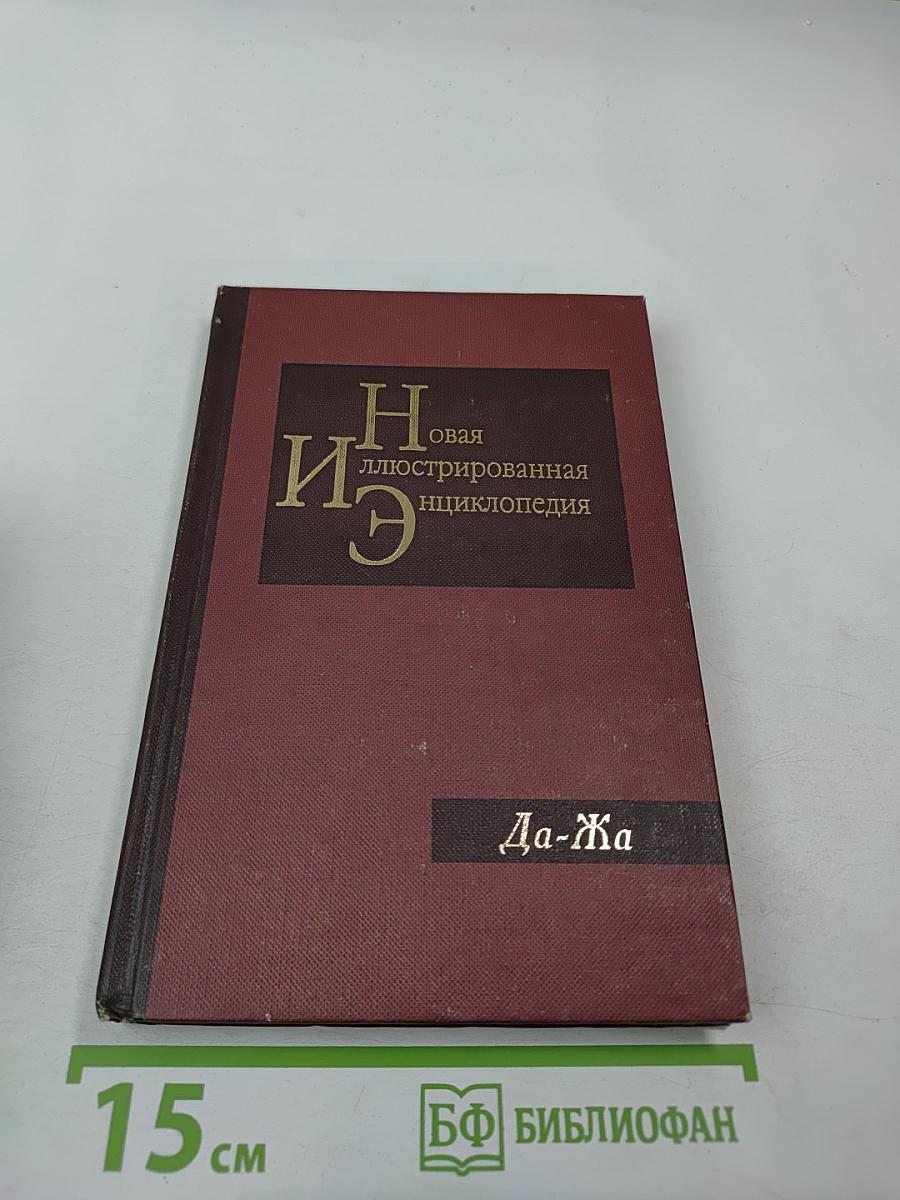 Новая
Иллюстрированная
Энциклопедия
Да-Жа
15 см
БФ БИБЛИОФАН